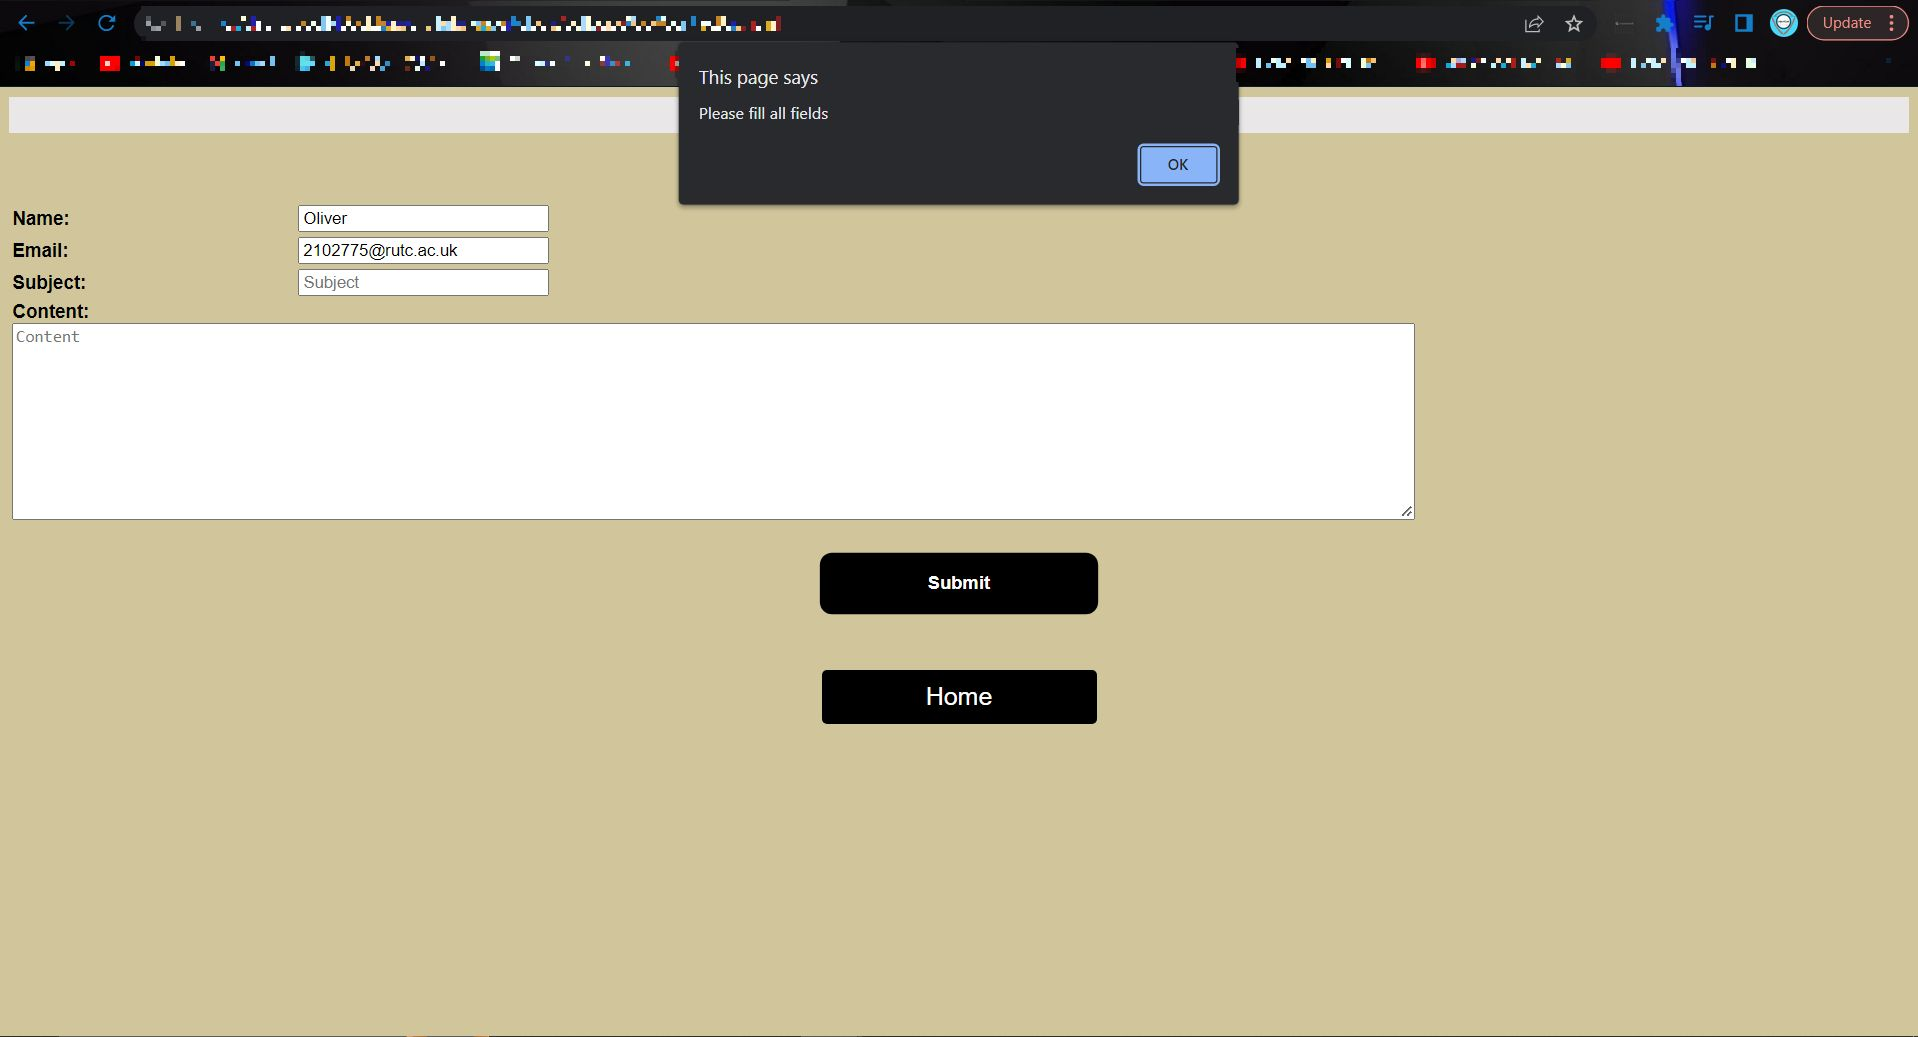 Update
This page says
Please fill all fields
OK
Name: Oliver
Email: 2102775@rutc.ac.uk
Subject: Subject
Content:
Content
Submit
Home